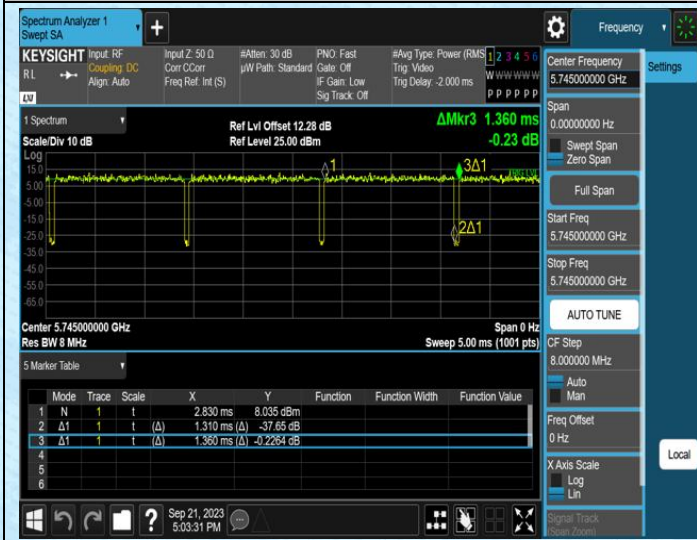 Spectrum Analyzer 1
Swept SA
Frequency
KEYSIGHT Input: RF Input Z: 50 Ω #Atten: 30 dB PNO: Fast #Avg Type: Power (RMS 1 2 3 4 5 6
RL Coupling: DC Corr CCorr µW Path: Standard Gate: Off Trig: Video W W W W W W
Align: Auto Freq Ref: Int (S) IF Gain: Low Trig Delay: -2.000 ms
Sig Track: Off P P P P P P
LXI
1 Spectrum
Ref Lvl Offset 12.28 dB
ΔMkr3 1.360 ms
Scale/Div 10 dB
Ref Level 25.00 dBm
-0.23 dB
Log
15.0
5.00
-5.00
-15.0
-25.0
-35.0
-45.0
-55.0
-65.0
1
3Δ1
2Δ1
Center 5.745000000 GHz
Span 0 Hz
Res BW 8 MHz
Sweep 5.00 ms (1001 pts)
5 Marker Table
Mode Trace Scale X Y Function Function Width Function Value
1 N 1 t 2.830 ms 8.035 dBm
2 Δ1 1 t (Δ) 1.310 ms (Δ) -37.65 dB
3 Δ1 1 t (Δ) 1.360 ms (Δ) -0.2264 dB
4
5
6
Sep 21, 2023
5:03:31 PM
Center Frequency
5.745000000 GHz
Span
0.00000000 Hz
Swept Span
Zero Span
Full Span
Start Freq
5.745000000 GHz
Stop Freq
5.745000000 GHz
AUTO TUNE
CF Step
8.000000 MHz
Auto
Man
Freq Offset
0 Hz
X Axis Scale
Log
Lin
Signal Track
(Span Zoom)
Settings
Local